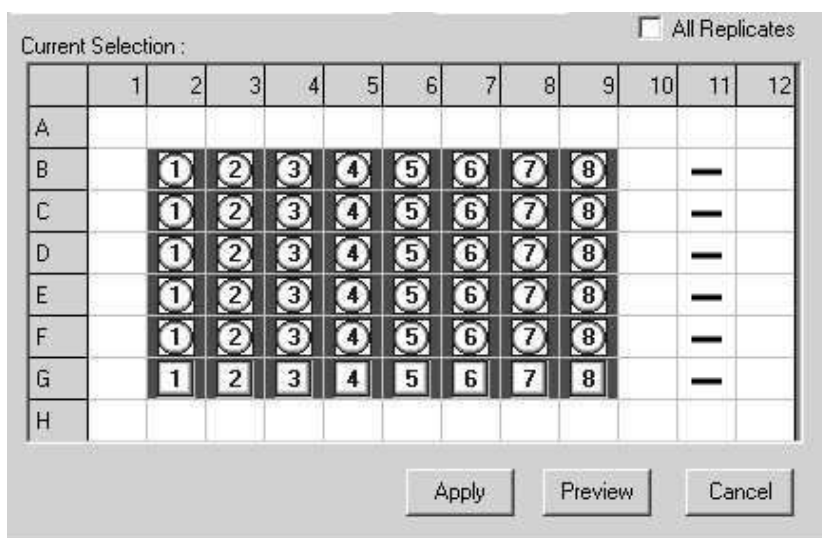 All Replicates
Current Selection :
1 2 3 4 5 6 7 8 9 10 11 12
A
B 1 2 3 4 5 6 7 8 –
C 1 2 3 4 5 6 7 8 –
D 1 2 3 4 5 6 7 8 –
E 1 2 3 4 5 6 7 8 –
F 1 2 3 4 5 6 7 8 –
G 1 2 3 4 5 6 7 8 –
H
Apply Preview Cancel